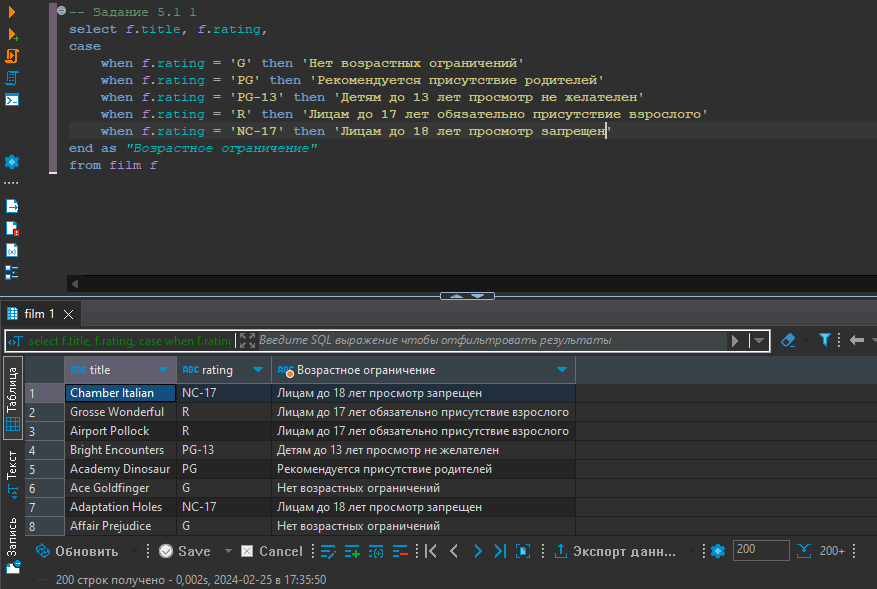 -- Задание 5.1 1
select f.title, f.rating,
case
when f.rating = 'G' then 'Нет возрастных ограничений'
when f.rating = 'PG' then 'Рекомендуется присутствие родителей'
when f.rating = 'PG-13' then 'Детям до 13 лет просмотр не желателен'
when f.rating = 'R' then 'Лицам до 17 лет обязательно присутствие взрослого'
when f.rating = 'NC-17' then 'Лицам до 18 лет просмотр запрещен'
end as "Возрастное ограничение"
from film f
film 1
select f.title, f.rating, case when f.rating Введите SQL выражение чтобы отфильтровать результаты
ABC title ABC rating ABC Возрастное ограничение
Таблица
1 Chamber Italian NC-17 Лицам до 18 лет просмотр запрещен
2 Grosse Wonderful R Лицам до 17 лет обязательно присутствие взрослого
3 Airport Pollock R Лицам до 17 лет обязательно присутствие взрослого
4 Bright Encounters PG-13 Детям до 13 лет просмотр не желателен
Текст
5 Academy Dinosaur PG Рекомендуется присутствие родителей
6 Ace Goldfinger G Нет возрастных ограничений
7 Adaptation Holes NC-17 Лицам до 18 лет просмотр запрещен
Запись
8 Affair Prejudice G Нет возрастных ограничений
Обновить Save Cancel Экспорт данн... 200 200+
200 строк получено - 0,002s, 2024-02-25 в 17:35:50